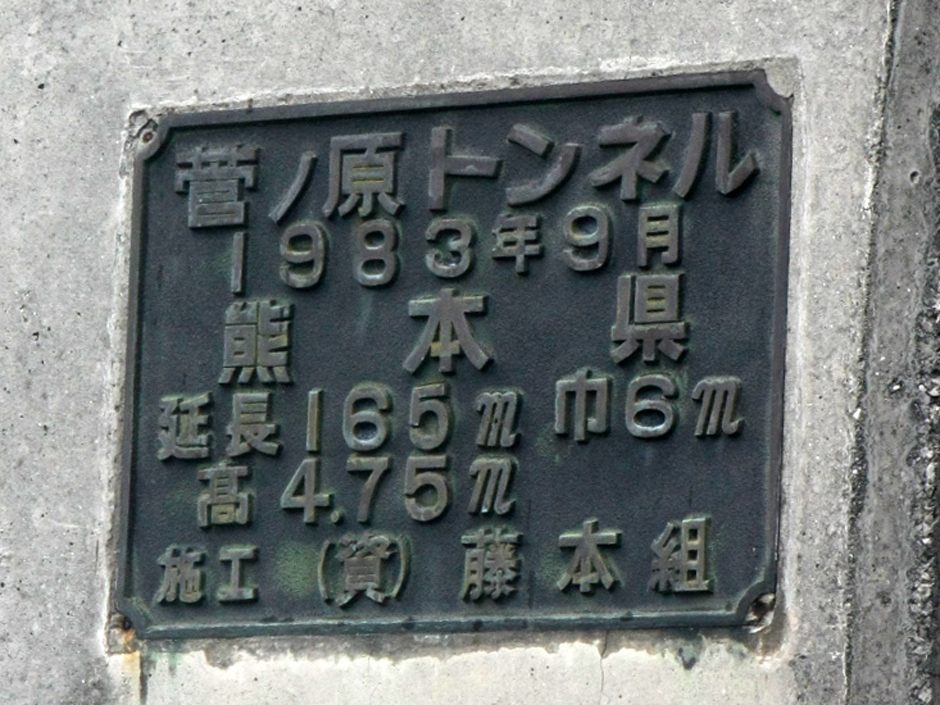 菅ノ原トンネル
1983年9月
熊本県
延長165m 巾6m
髙4.75m
施工 (資)藤本組